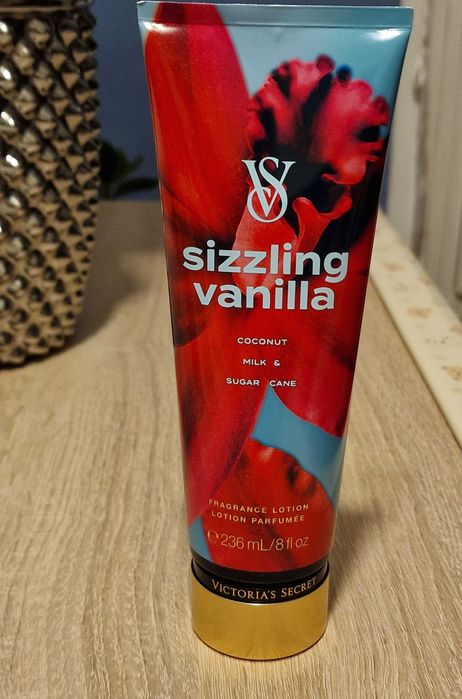 VS
sizzling
vanilla
COCONUT
MILK &
SUGAR CANE
FRAGRANCE LOTION
LOTION PARFUMÉE
℮ 236 mL/8 fl oz
VICTORIA'S SECRET